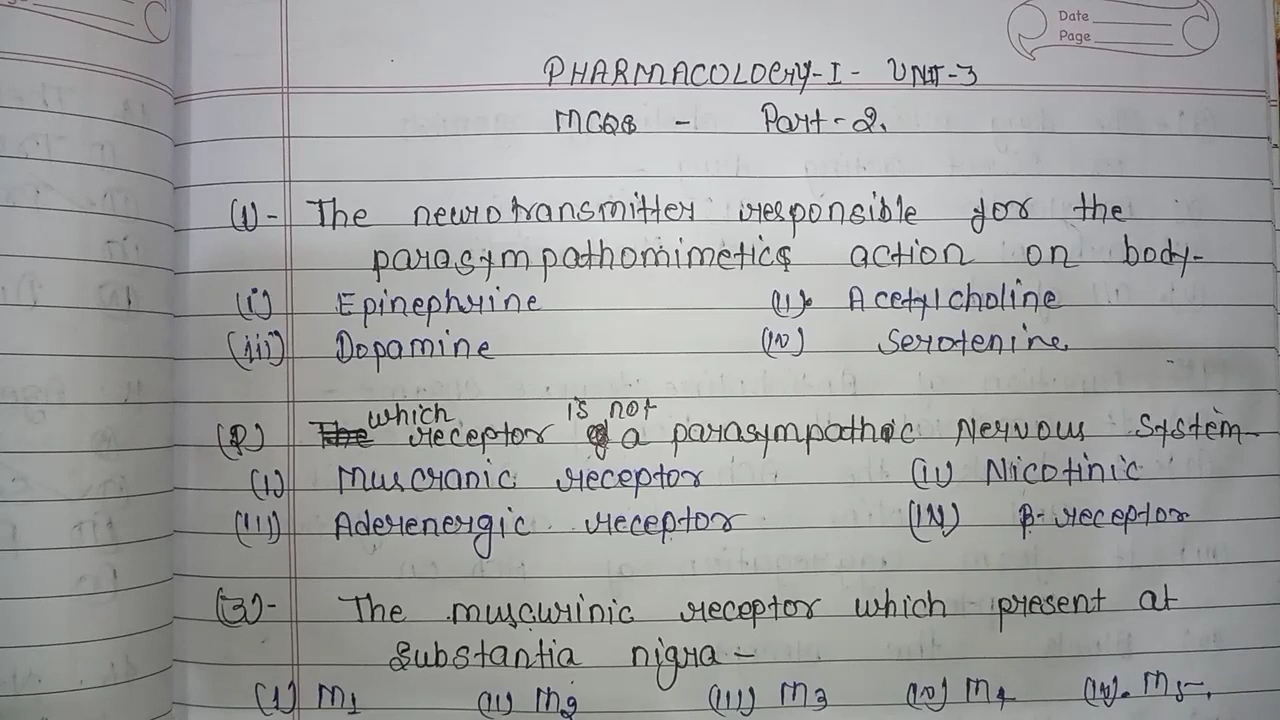 Date
Page
PHARMACOLOGY-I - UNIT-3
MCQS - Part-2.
(1)- The neurotransmitter responsible for the
parasympathomimetics action on body-
(i) Epinephrine (ii) Acetylcholine
(iii) Dopamine (iv) Serotenine
which is not
(2) The receptor a parasympathic Nervous System-
(i) Muscranic receptor (ii) Nicotinic
(iii) Aderenergic receptor (iv) β-receptor
(3)- The muscurinic receptor which present at
Substantia nigra-
(i) M1 (ii) M2 (iii) M3 (iv) M4 (v). M5-